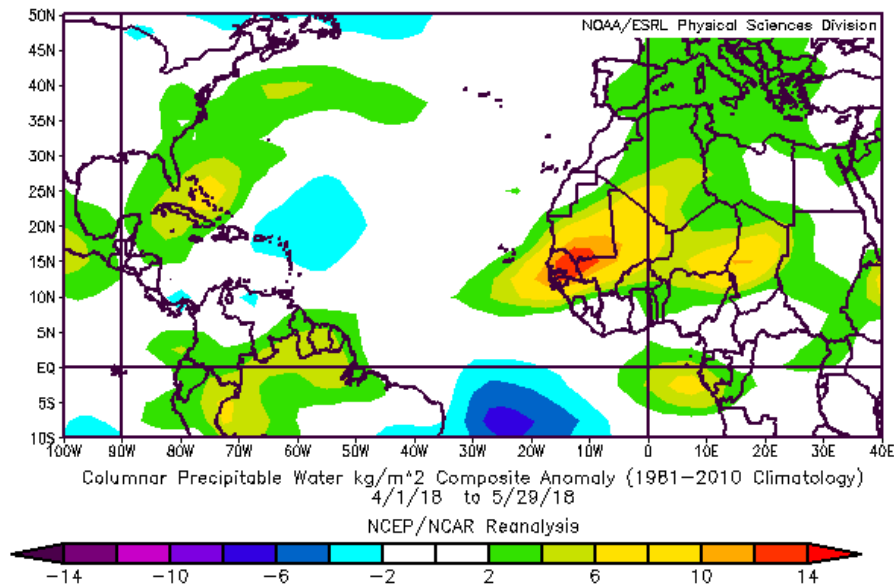 50N
NOAA/ESRL Physical Sciences Division
45N
40N
35N
30N
25N
20N
15N
10N
5N
EQ
5S
10S
100W 90W 80W 70W 60W 50W 40W 30W 20W 10W 0 10E 20E 30E 40E
Columnar Precipitable Water kg/m^2 Composite Anomaly (1981-2010 Climatology)
4/1/18 to 5/29/18
NCEP/NCAR Reanalysis
-14 -10 -6 -2 2 6 10 14